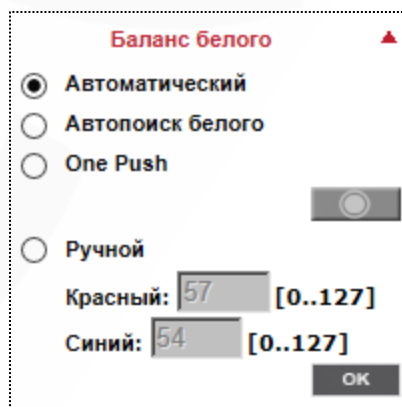 Баланс белого
Автоматический
Автопоиск белого
One Push
Ручной
Красный: 57 [0..127]
Синий: 54 [0..127]
OK